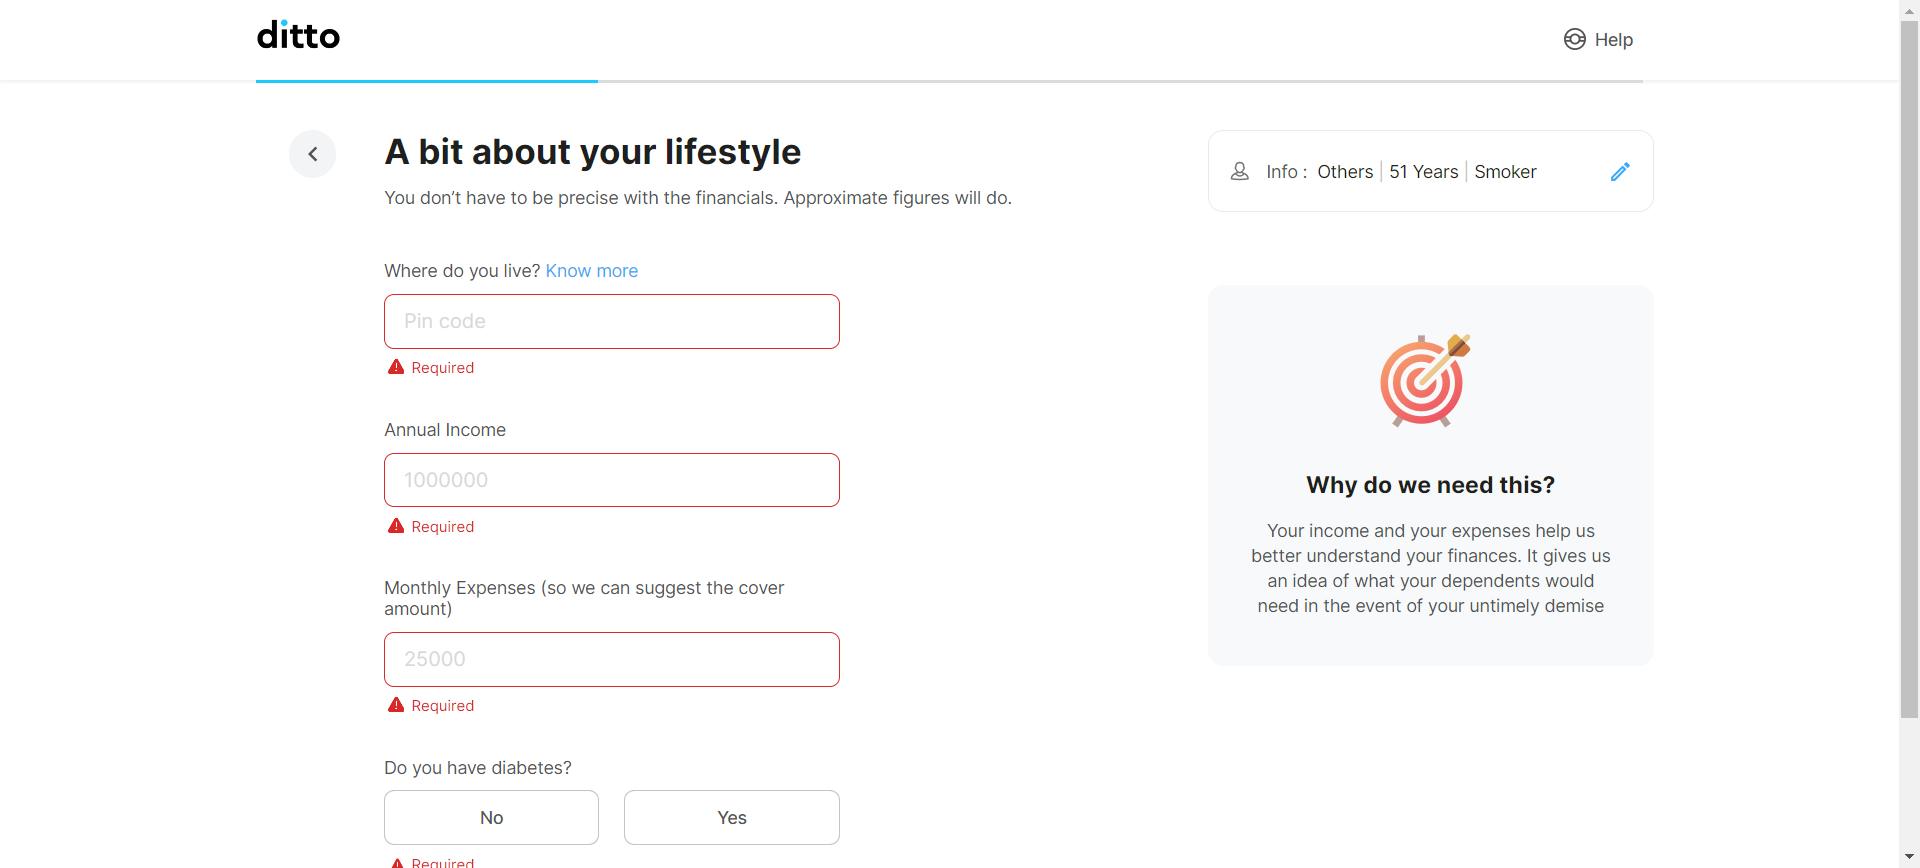 ditto
Help
A bit about your lifestyle
You don’t have to be precise with the financials. Approximate figures will do.
Info : Others | 51 Years | Smoker
Where do you live? Know more
Pin code
Required
Annual Income
1000000
Required
Monthly Expenses (so we can suggest the cover
amount)
25000
Required
Do you have diabetes?
No
Yes
Required
Why do we need this?
Your income and your expenses help us
better understand your finances. It gives us
an idea of what your dependents would
need in the event of your untimely demise